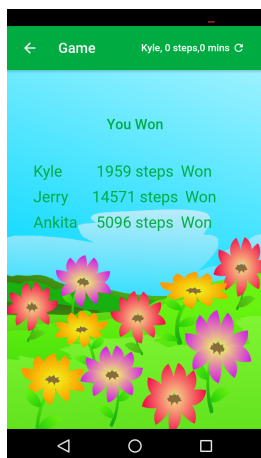 Game
Kyle, 0 steps,0 mins
You Won
Kyle 1959 steps Won
Jerry 14571 steps Won
Ankita 5096 steps Won